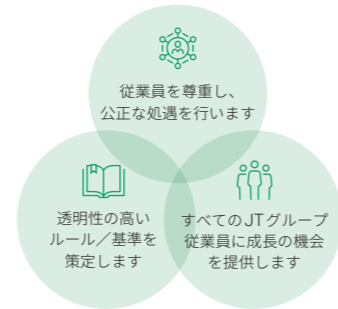 従業員を尊重し、
公正な処遇を行います
透明性の高い
ルール／基準を
策定します
すべてのJTグループ
従業員に成長の機会
を提供します